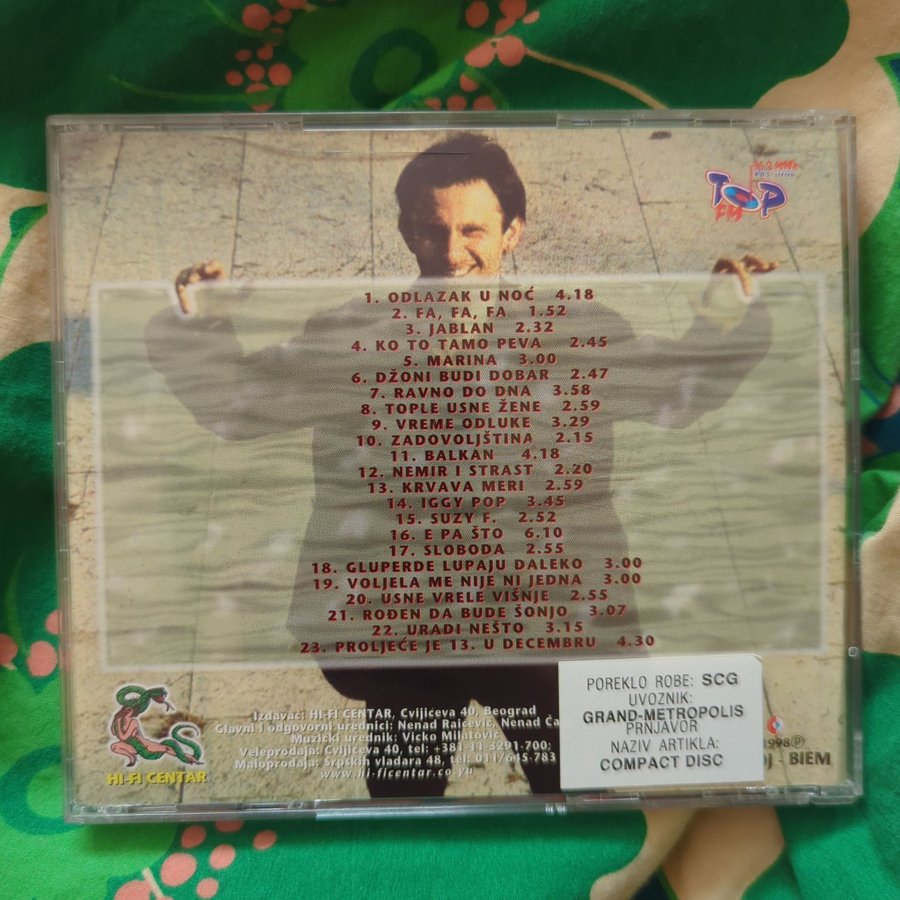 96.2 MHz
RDS stereo
TOP
FM
1. ODLAZAK U NOĆ 4.18
2. FA, FA, FA 1.52
3. JABLAN 2.32
4. KO TO TAMO PEVA 2.45
5. MARINA 3.00
6. DŽONI BUDI DOBAR 2.47
7. RAVNO DO DNA 3.58
8. TOPLE USNE ŽENE 2.59
9. VREME ODLUKE 3.29
10. ZADOVOLJŠTINA 2.15
11. BALKAN 4.18
12. NEMIR I STRAST 2.20
13. KRVAVA MERI 2.59
14. IGGY POP 3.45
15. SUZY F. 2.52
16. E PA ŠTO 6.10
17. SLOBODA 2.55
18. GLUPERDE LUPAJU DALEKO 3.00
19. VOLJELA ME NIJE NI JEDNA 3.00
20. USNE VRELE VIŠNJE 2.55
21. ROĐEN DA BUDE ŠONJO 3.07
22. URADI NEŠTO 3.15
23. PROLJEĆE JE 13. U DECEMBRU 4.30
HI-FI CENTAR
Izdavač: HI-FI CENTAR, Cvijićeva 40, Beograd
Glavni i odgovorni urednici: Nenad Raičević, Nenad
Muzički urednik: Vicko Milatović
Veleprodaja: Cvijićeva 40, tel: +381-11-3291-700;
Maloprodaja: Srpskih vladara 48, tel: 011/645-783
www.hi-ficentar.co.yu
POREKLO ROBE: SCG
UVOZNIK:
GRAND-METROPOLIS
PRNJAVOR
NAZIV ARTIKLA:
COMPACT DISC
1998Ⓟ
BIEM